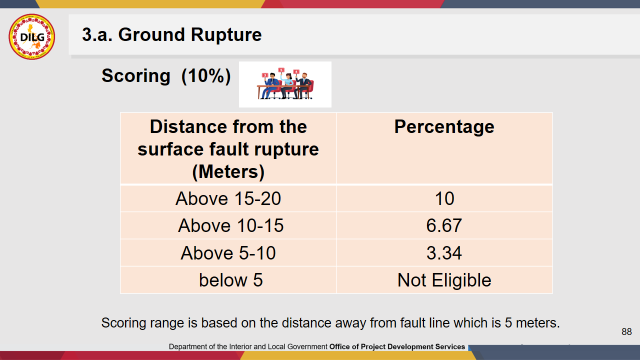 DILG
3.a. Ground Rupture
Scoring (10%)
Distance from the surface fault rupture (Meters) Percentage
Above 15-20 10
Above 10-15 6.67
Above 5-10 3.34
below 5 Not Eligible
Scoring range is based on the distance away from fault line which is 5 meters.
88
Department of the Interior and Local Government Office of Project Development Services